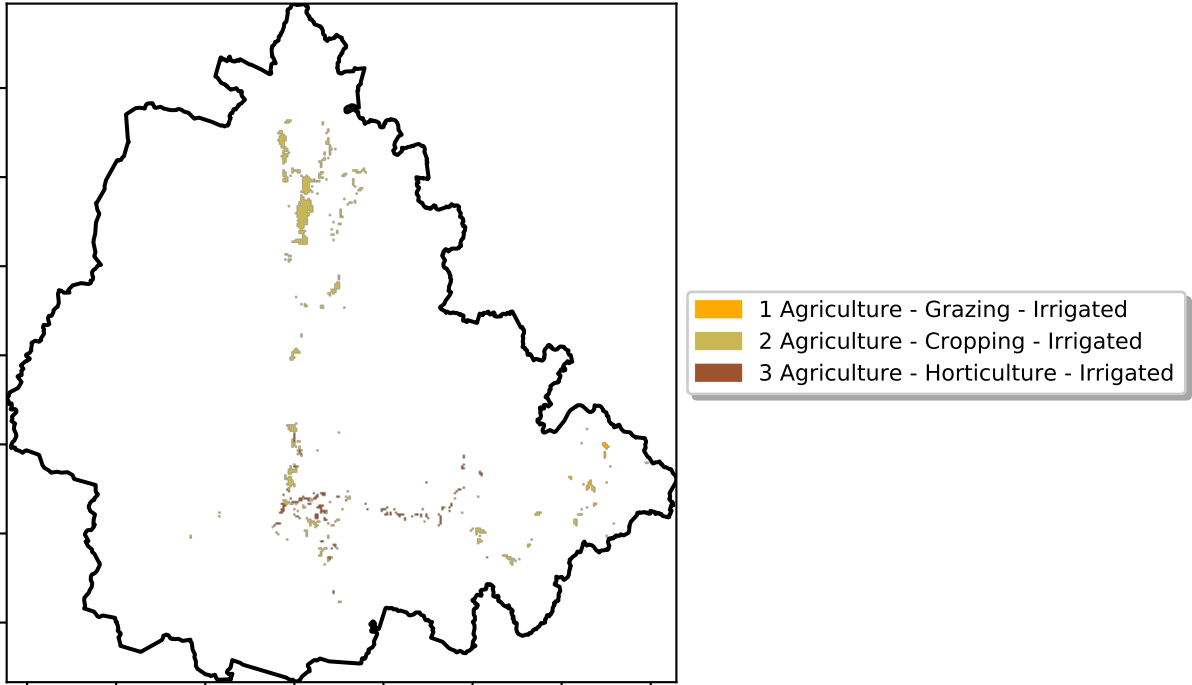 1 Agriculture - Grazing - Irrigated
2 Agriculture - Cropping - Irrigated
3 Agriculture - Horticulture - Irrigated